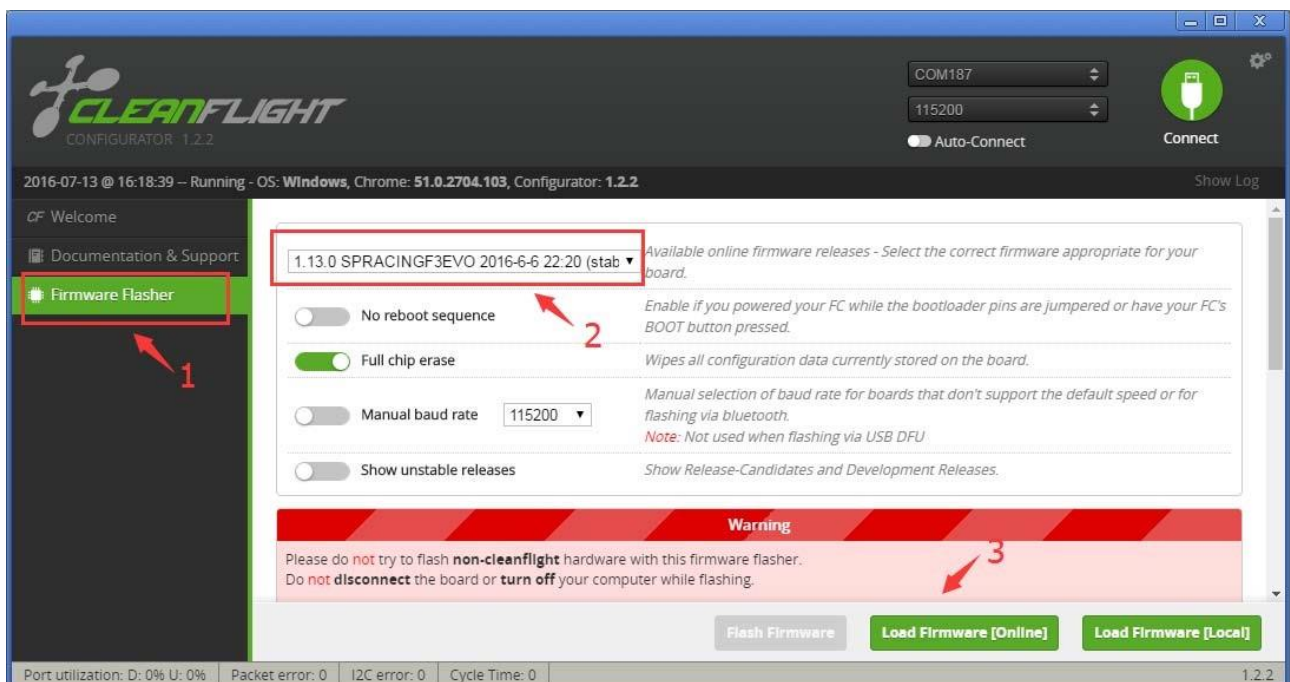 CLEANFLIGHT
CONFIGURATOR 1.2.2
COM187
115200
Auto-Connect
Connect
2016-07-13 @ 16:18:39 -- Running - OS: Windows, Chrome: 51.0.2704.103, Configurator: 1.2.2
Show Log
CF Welcome
Documentation & Support
Firmware Flasher
1
1.13.0 SPRACINGF3EVO 2016-6-6 22:20 (stab
Available online firmware releases - Select the correct firmware appropriate for your
board.
2
No reboot sequence
Enable if you powered your FC while the bootloader pins are jumpered or have your FC's
BOOT button pressed.
Full chip erase
Wipes all configuration data currently stored on the board.
Manual baud rate 115200
Manual selection of baud rate for boards that don't support the default speed or for
flashing via bluetooth.
Note: Not used when flashing via USB DFU
Show unstable releases
Show Release-Candidates and Development Releases.
Warning
Please do not try to flash non-cleanflight hardware with this firmware flasher.
Do not disconnect the board or turn off your computer while flashing.
3
Flash Firmware
Load Firmware [Online]
Load Firmware [Local]
Port utilization: D: 0% U: 0% Packet error: 0 I2C error: 0 Cycle Time: 0
1.2.2